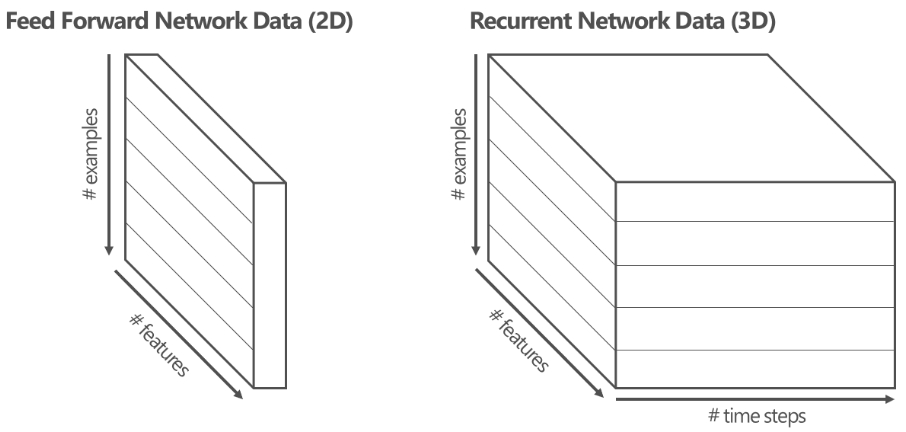 Feed Forward Network Data (2D)
# examples
# features
Recurrent Network Data (3D)
# examples
# features
# time steps